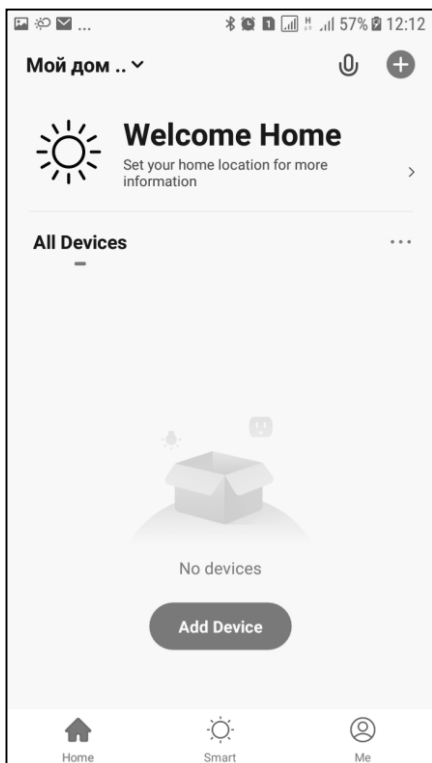 ... 57% 12:12
Мой дом ..
Welcome Home
Set your home location for more
information
All Devices
...
No devices
Add Device
Home Smart Me